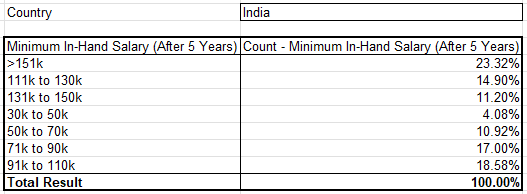 Country India
Minimum In-Hand Salary (After 5 Years) Count - Minimum In-Hand Salary (After 5 Years)
>151k 23.32%
111k to 130k 14.90%
131k to 150k 11.20%
30k to 50k 4.08%
50k to 70k 10.92%
71k to 90k 17.00%
91k to 110k 18.58%
Total Result 100.00%